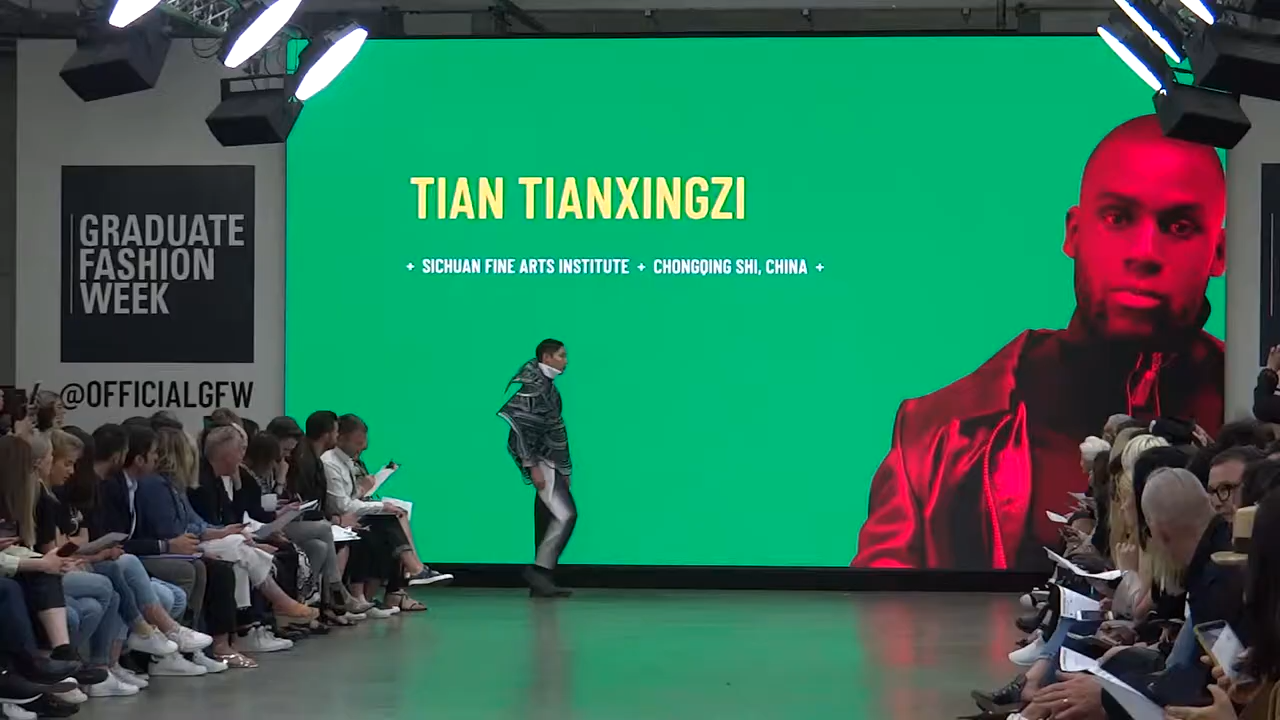 TIAN TIANXINGZI
+ SICHUAN FINE ARTS INSTITUTE + CHONGQING SHI, CHINA +
GRADUATE
FASHION
WEEK
@OFFICIALGFW